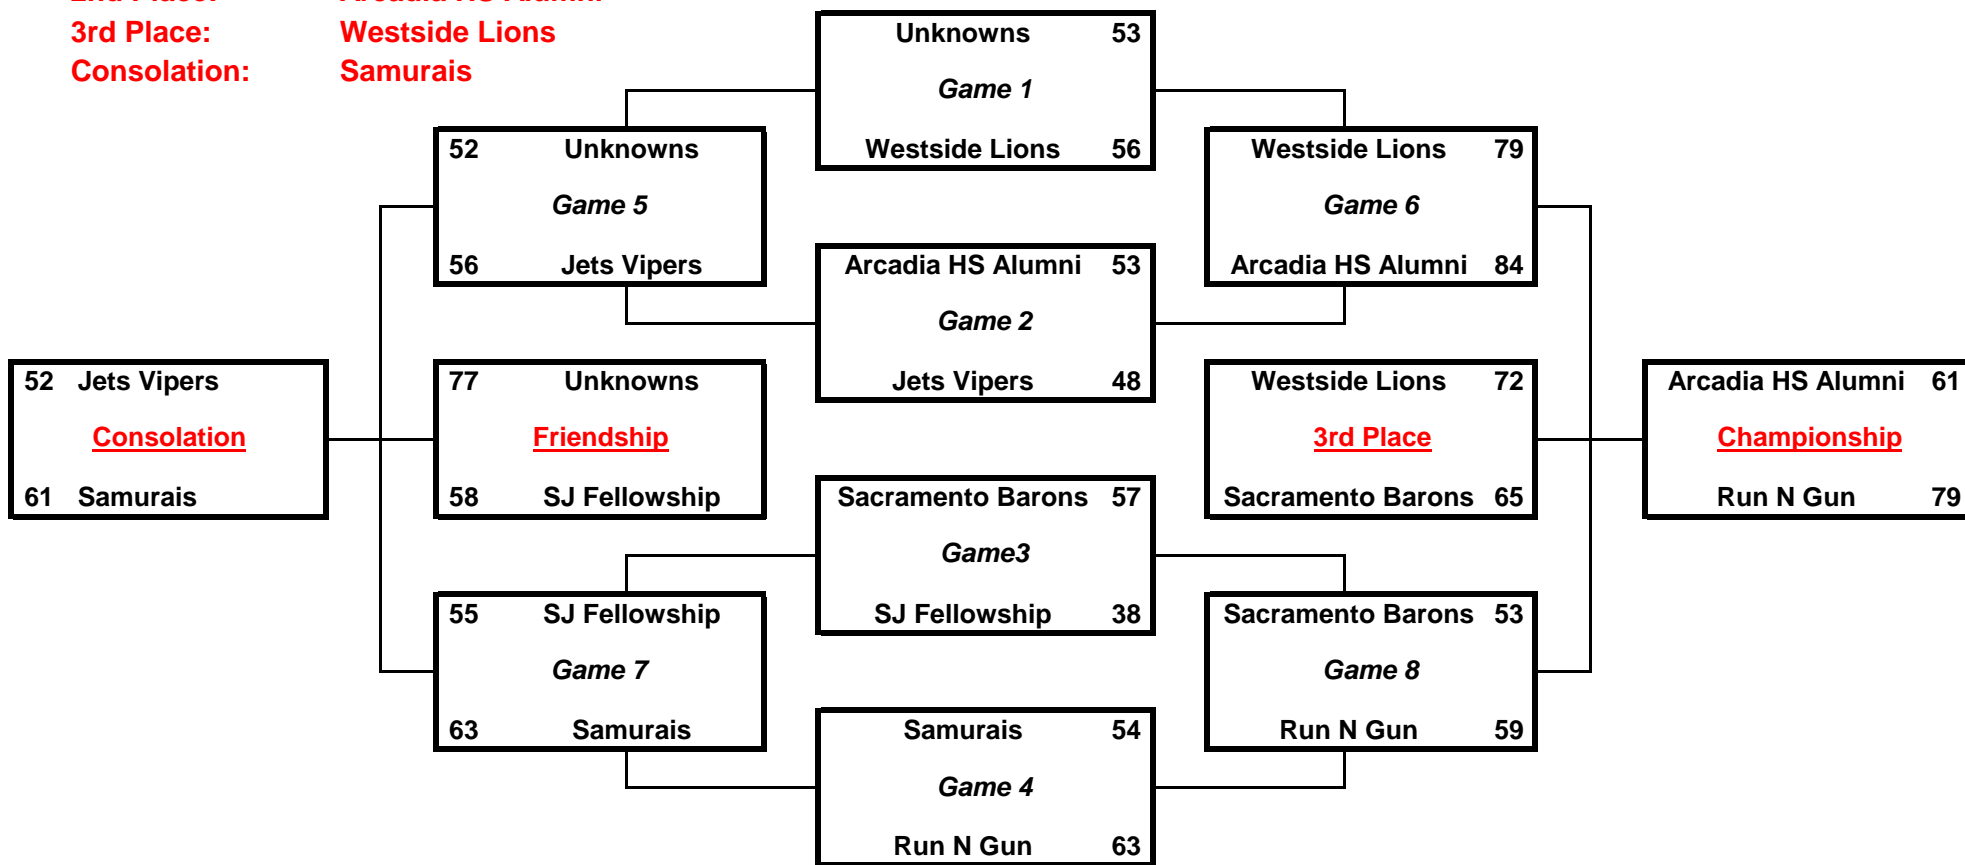 2nd Place: Arcadia HS Alumni
3rd Place: Westside Lions
Consolation: Samurais
Unknowns 53
Game 1
Westside Lions 56
52 Unknowns
Game 5
56 Jets Vipers
Westside Lions 79
Game 6
Arcadia HS Alumni 84
Arcadia HS Alumni 53
Game 2
Jets Vipers 48
52 Jets Vipers
Consolation
61 Samurais
77 Unknowns
Friendship
58 SJ Fellowship
Westside Lions 72
3rd Place
Sacramento Barons 65
Arcadia HS Alumni 61
Championship
Run N Gun 79
Sacramento Barons 57
Game3
SJ Fellowship 38
55 SJ Fellowship
Game 7
63 Samurais
Sacramento Barons 53
Game 8
Run N Gun 59
Samurais 54
Game 4
Run N Gun 63